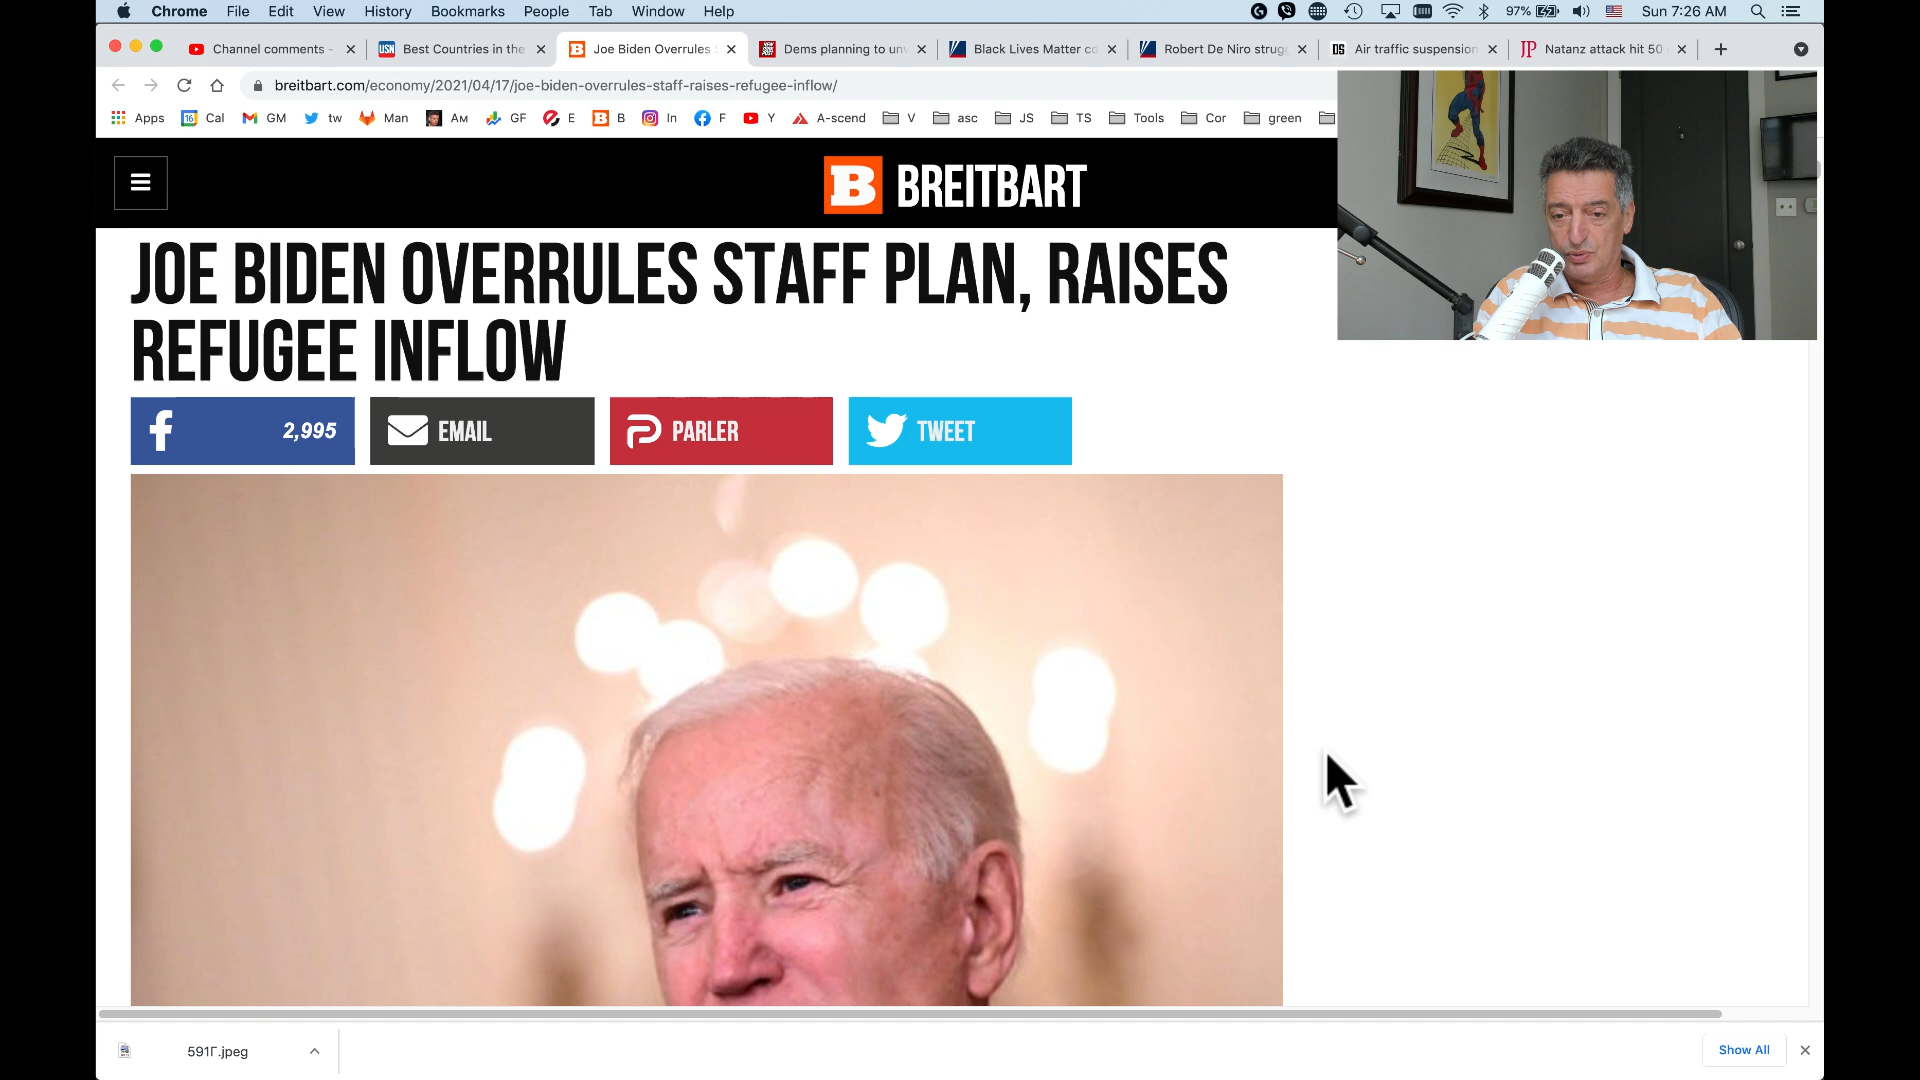 Chrome File Edit View History Bookmarks People Tab Window Help 97% Sun 7:26 AM
Channel comments - Best Countries in the Joe Biden Overrules Dems planning to un Black Lives Matter co Robert De Niro strug Air traffic suspension Natanz attack hit 50
breitbart.com/economy/2021/04/17/joe-biden-overrules-staff-raises-refugee-inflow/
Apps Cal GM tw Man Ам GF E B In F Y A-scend V asc JS TS Tools Cor green
B BREITBART
JOE BIDEN OVERRULES STAFF PLAN, RAISES
REFUGEE INFLOW
2,995 EMAIL PARLER TWEET
591Г.jpeg Show All